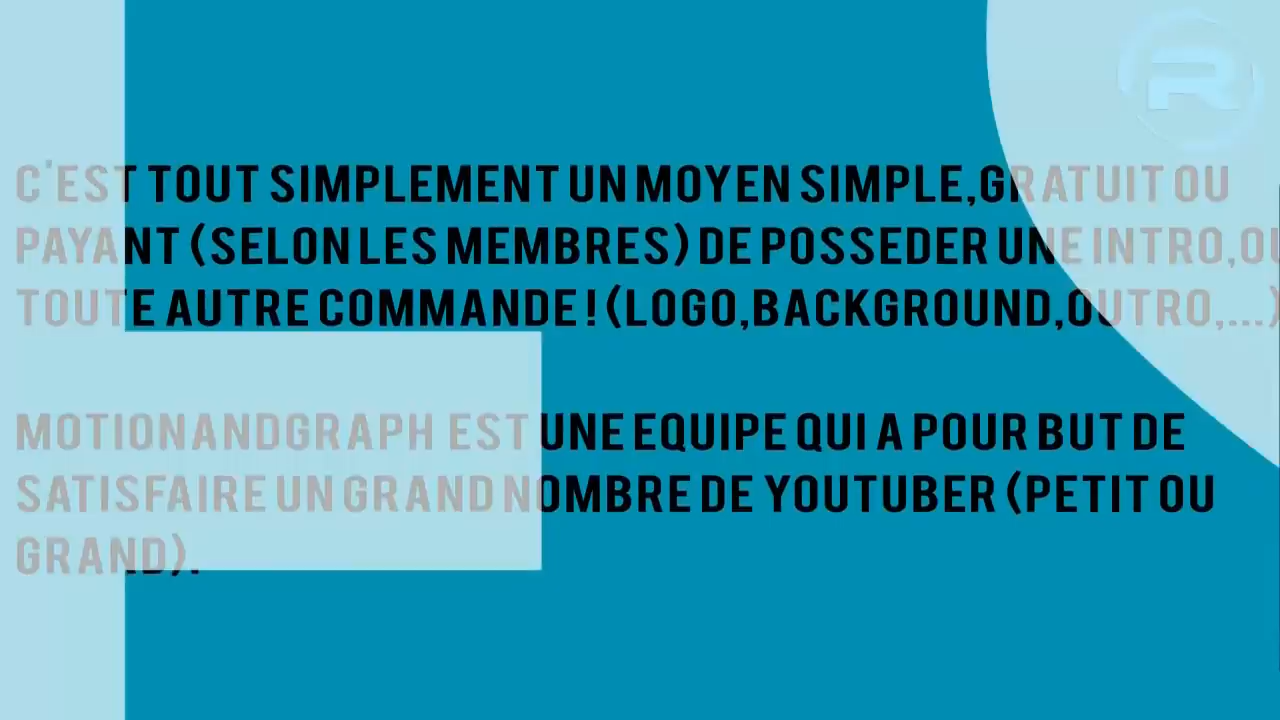 C'EST TOUT SIMPLEMENT UN MOYEN SIMPLE,GRATUIT OU
PAYANT (SELON LES MEMBRES) DE POSSEDER UNE INTRO,OU
TOUTE AUTRE COMMANDE ! (LOGO,BACKGROUND,OUTRO,...)
MOTIONANDGRAPH EST UNE EQUIPE QUI A POUR BUT DE
SATISFAIRE UN GRAND NOMBRE DE YOUTUBER (PETIT OU
GRAND).
R